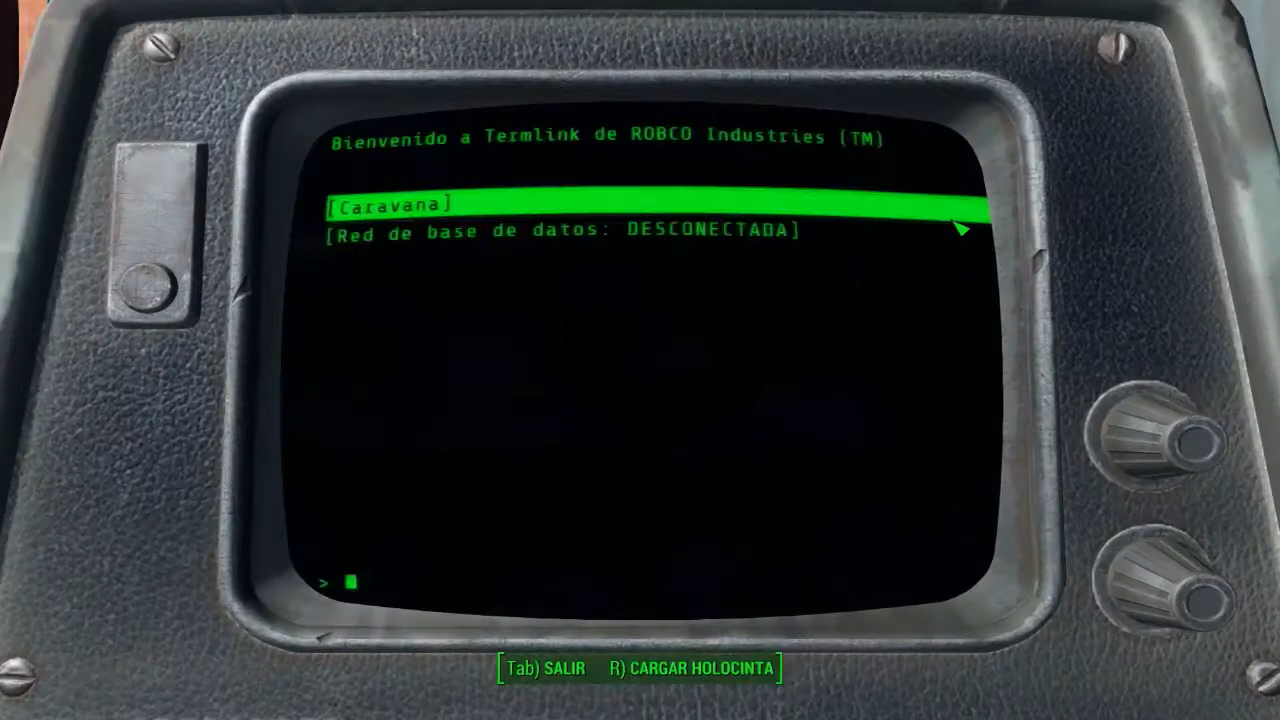 Bienvenido a Termlink de ROBCO Industries (TM)
[Caravana]
[Red de base de datos: DESCONECTADA]
>
[Tab) SALIR R) CARGAR HOLOCINTA]